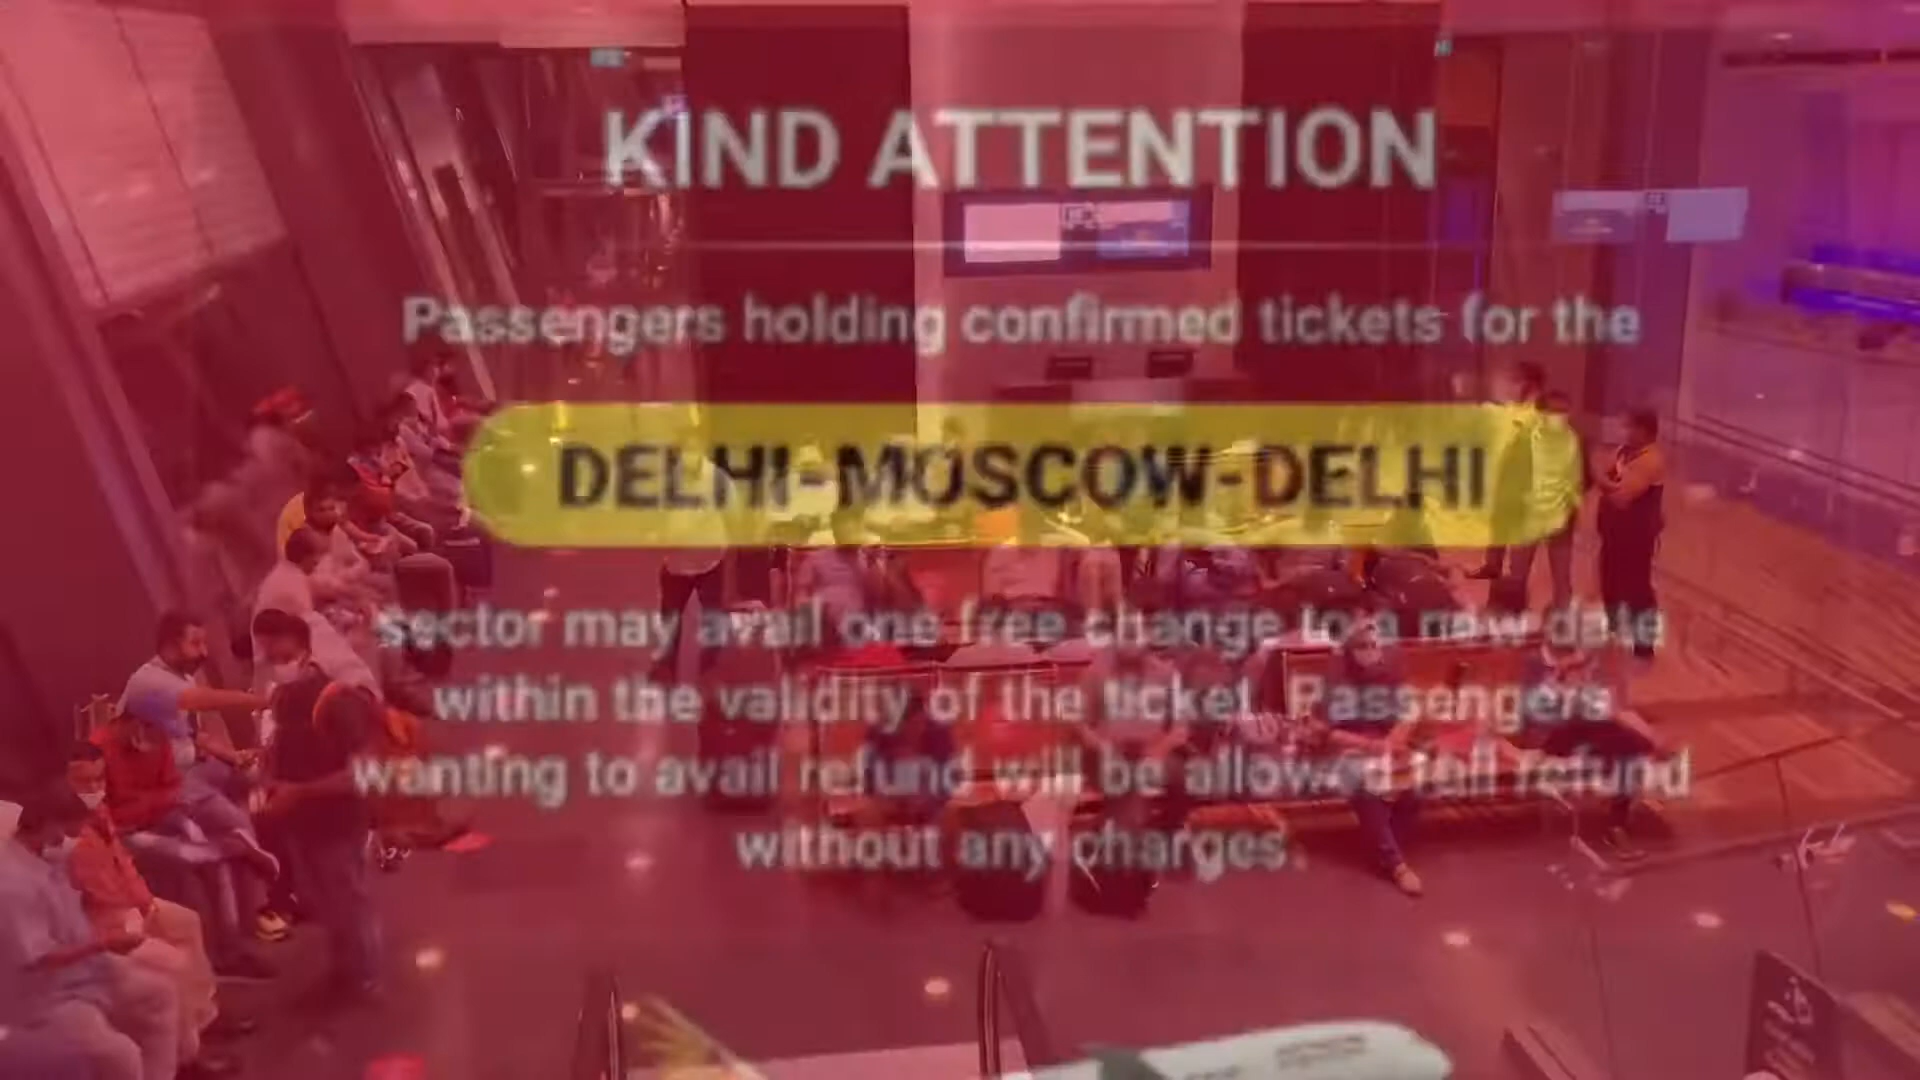 KIND ATTENTION
Passengers holding confirmed tickets for the
DELHI-MOSCOW-DELHI
sector may avail one free change to a new date
within the validity of the ticket. Passengers
wanting to avail refund will be allowed full refund
without any charges.